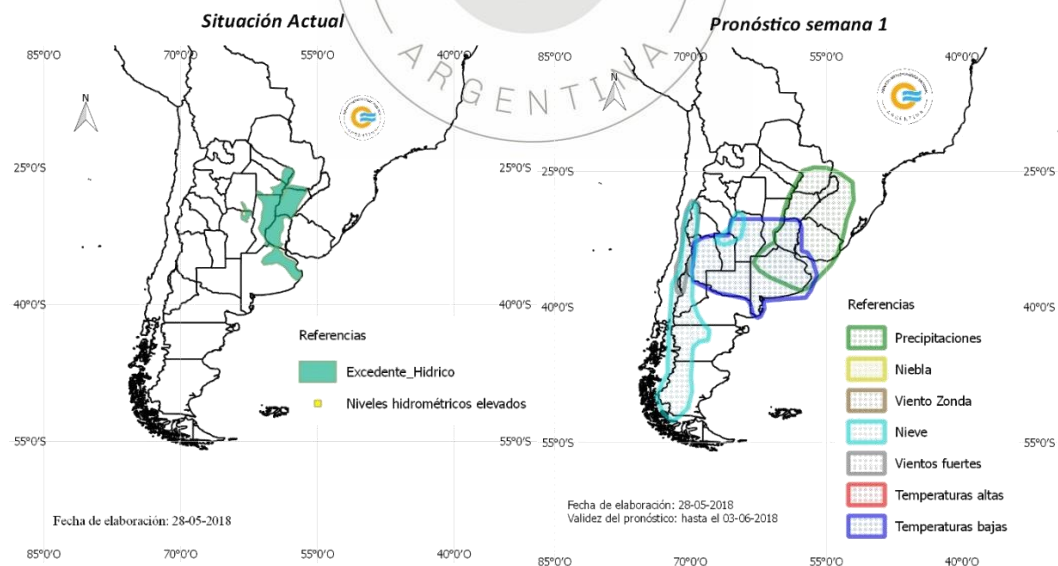 Situación Actual
85°0'O
70°0'O
55°0'O
40°0'O
N
ARGENTINA
25°0'S
25°0'S
40°0'S
40°0'S
55°0'S
55°0'S
Referencias
Excedente_Hidrico
Niveles hidrométricos elevados
Fecha de elaboración: 28-05-2018
85°0'O
70°0'O
55°0'O
40°0'O
Pronóstico semana 1
85°0'O
70°0'O
55°0'O
40°0'O
N
ARGENTINA
25°0'S
25°0'S
40°0'S
40°0'S
55°0'S
55°0'S
Referencias
Precipitaciones
Niebla
Viento Zonda
Nieve
Vientos fuertes
Temperaturas altas
Temperaturas bajas
Fecha de elaboración: 28-05-2018
Validez del pronóstico: hasta el 03-06-2018
85°0'O
70°0'O
55°0'O
40°0'O